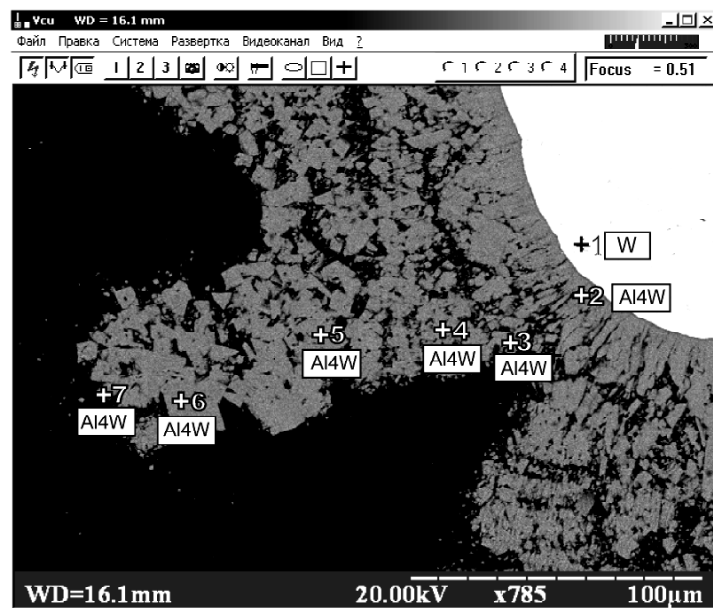 Vcu WD = 16.1 mm
Файл Правка Система Развертка Видеоканал Вид ?
1 2 3
1 2 3 4
Focus = 0.51
+1 W
+2 Al4W
+5
Al4W
+4
Al4W
+3
Al4W
+7
Al4W
+6
Al4W
WD=16.1mm 20.00kV x785 100µm